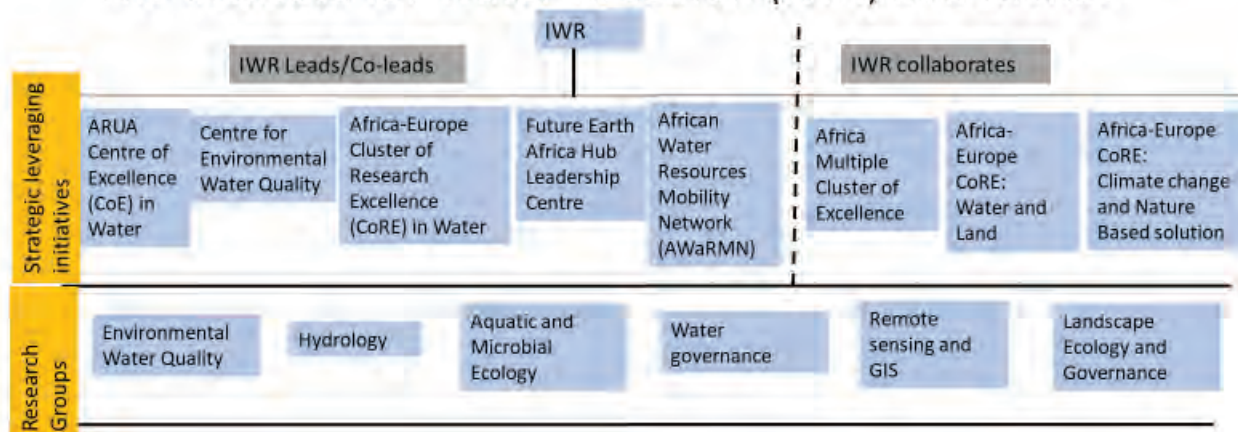 IWR
IWR Leads/Co-leads
IWR collaborates
Strategic leveraging
initiatives
ARUA
Centre of
Excellence
(CoE) in
Water
Centre for
Environmental
Water Quality
Africa-Europe
Cluster of
Research
Excellence
(CoRE) in Water
Future Earth
Africa Hub
Leadership
Centre
African
Water
Resources
Mobility
Network
(AWaRMN)
Africa
Multiple
Cluster of
Excellence
Africa-
Europe
CoRE:
Water and
Land
Africa-Europe
CoRE:
Climate change
and Nature
Based solution
Research
Groups
Environmental
Water Quality
Hydrology
Aquatic and
Microbial
Ecology
Water
governance
Remote
sensing and
GIS
Landscape
Ecology and
Governance